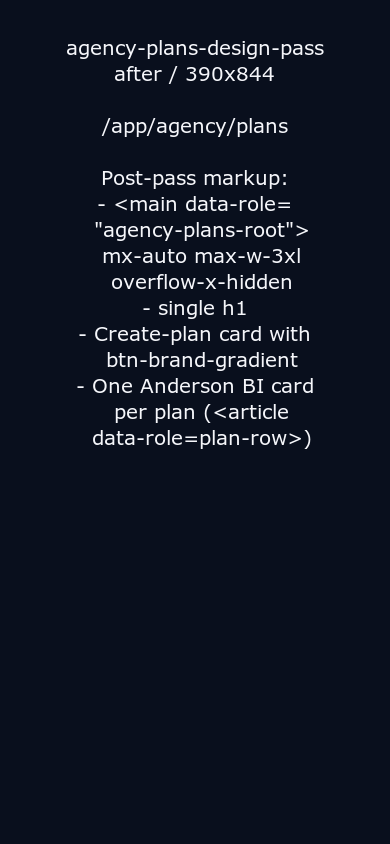 agency-plans-design-pass
after / 390x844
/app/agency/plans
Post-pass markup:
- <main data-role=
"agency-plans-root">
mx-auto max-w-3xl
overflow-x-hidden
- single h1
- Create-plan card with
btn-brand-gradient
- One Anderson BI card
per plan (<article
data-role=plan-row>)